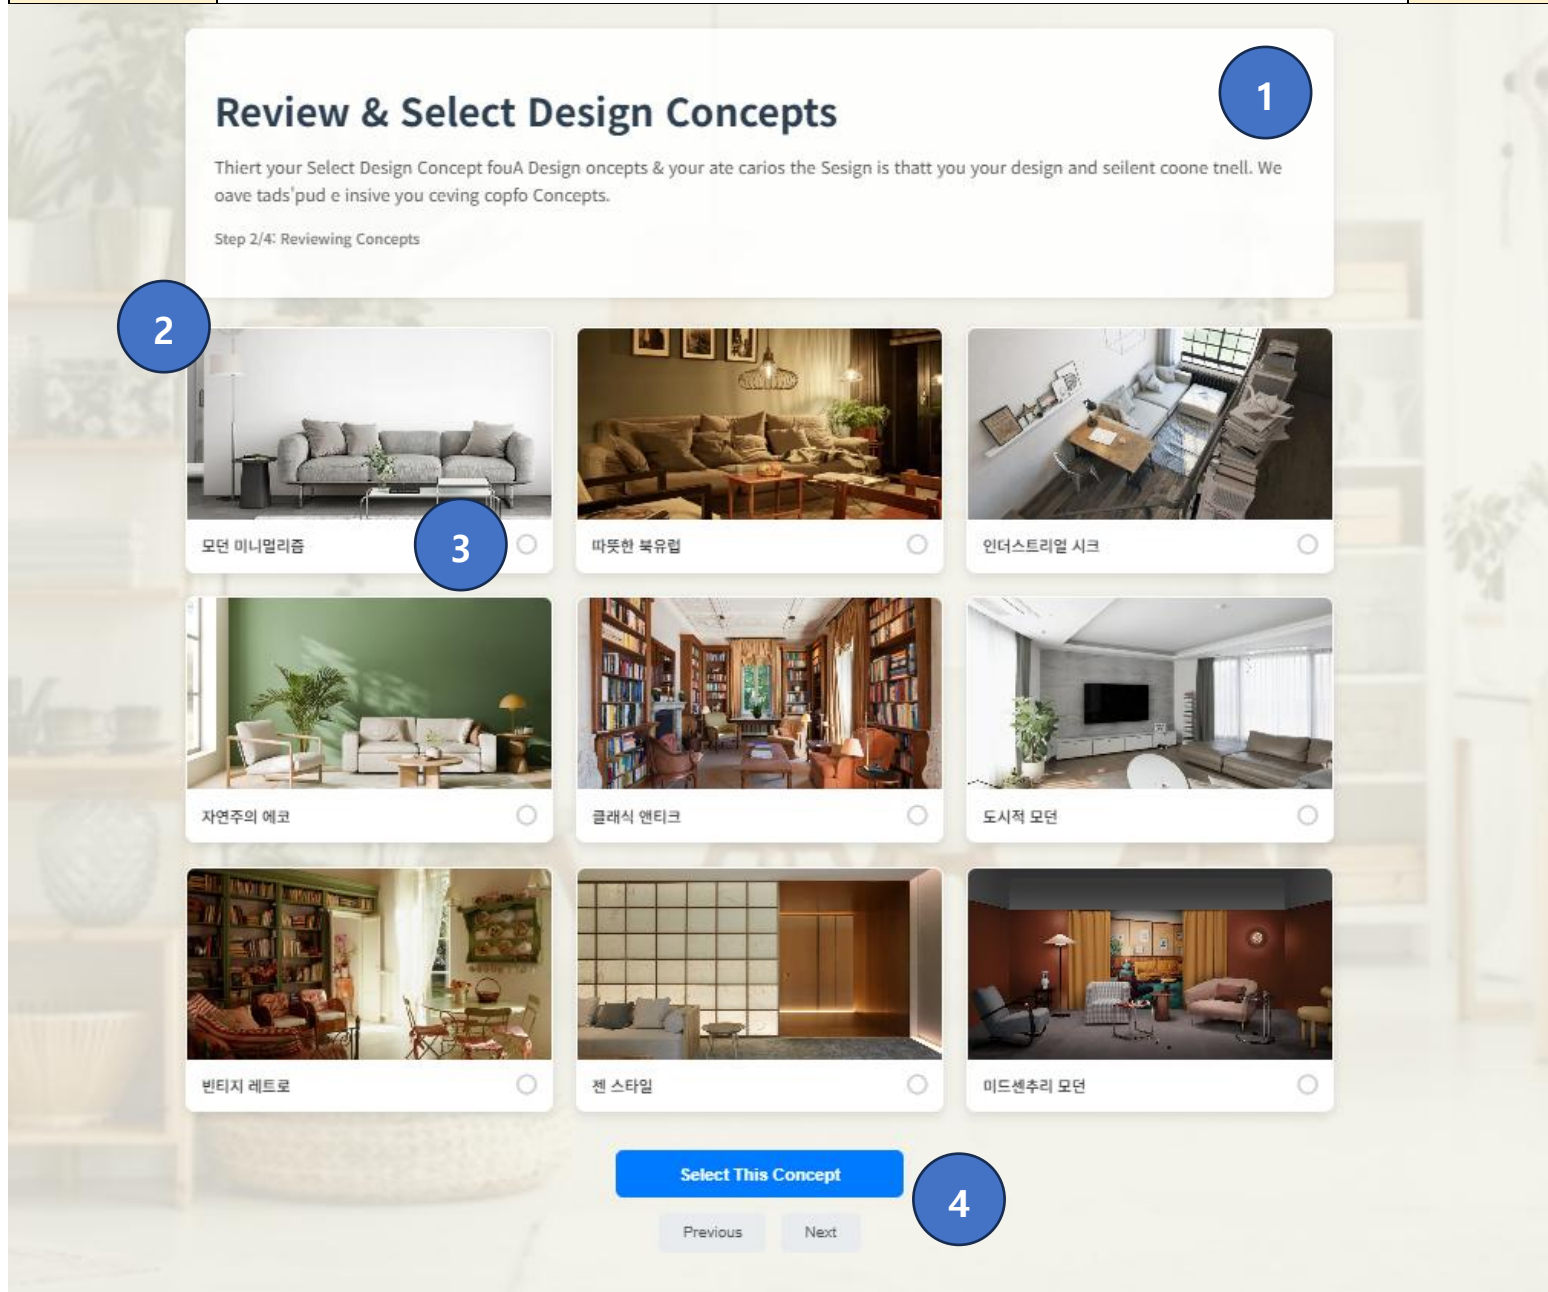 1
Review & Select Design Concepts
Thiert your Select Design Concept fouA Design oncepts & your ate carios the Sesign is thatt you your design and seilent coone tnell. We
oave tads'pud e insive you ceving copfo Concepts.
Step 2/4: Reviewing Concepts
2
3
모던 미니멀리즘
따뜻한 북유럽
인더스트리얼 시크
자연주의 에코
클래식 앤티크
도시적 모던
빈티지 레트로
젠 스타일
미드센추리 모던
Select This Concept
4
Previous
Next